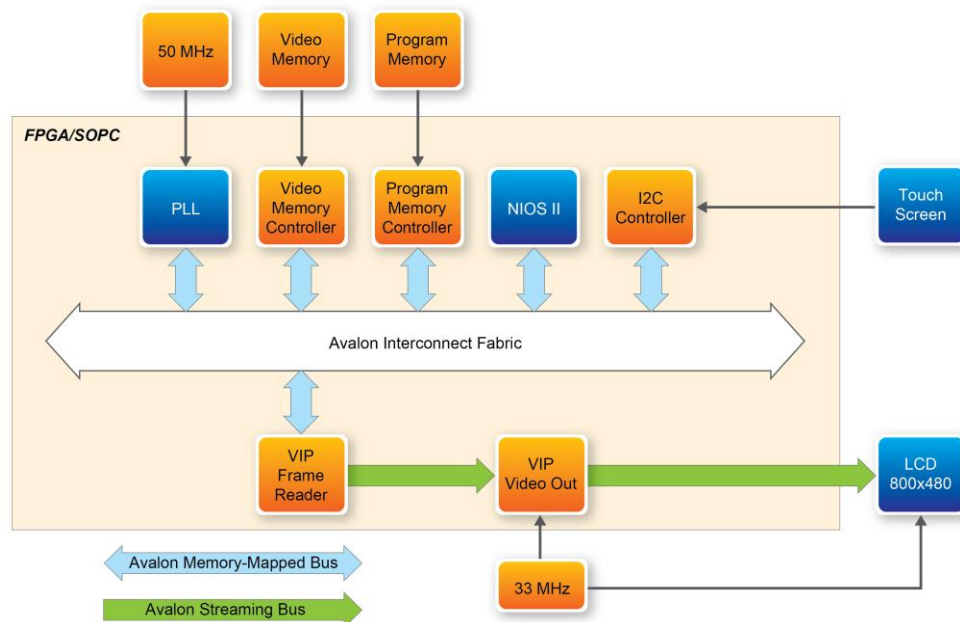 50 MHz
Video
Memory
Program
Memory
FPGA/SOPC
PLL
Video
Memory
Controller
Program
Memory
Controller
NIOS II
I2C
Controller
Touch
Screen
Avalon Interconnect Fabric
VIP
Frame
Reader
VIP
Video Out
LCD
800x480
Avalon Memory-Mapped Bus
33 MHz
Avalon Streaming Bus